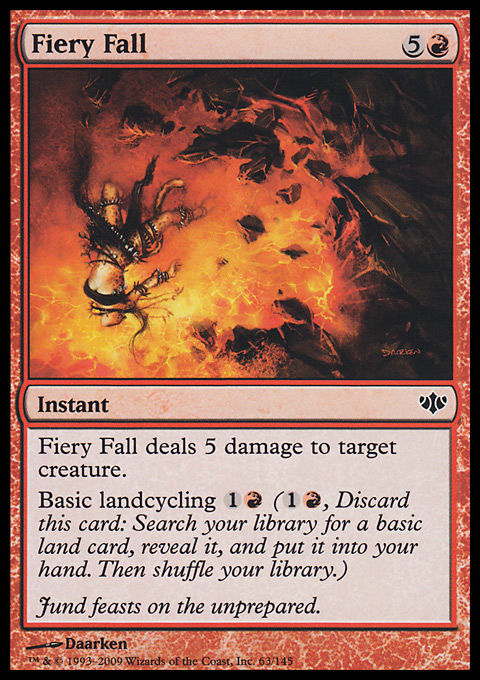 Fiery Fall
5
DAARKEN
Instant
Fiery Fall deals 5 damage to target
creature.
Basic landcycling 1 (1, Discard
this card: Search your library for a basic
land card, reveal it, and put it into your
hand. Then shuffle your library.)
Jund feasts on the unprepared.
Daarken
™ & © 1993–2009 Wizards of the Coast, Inc. 63/145